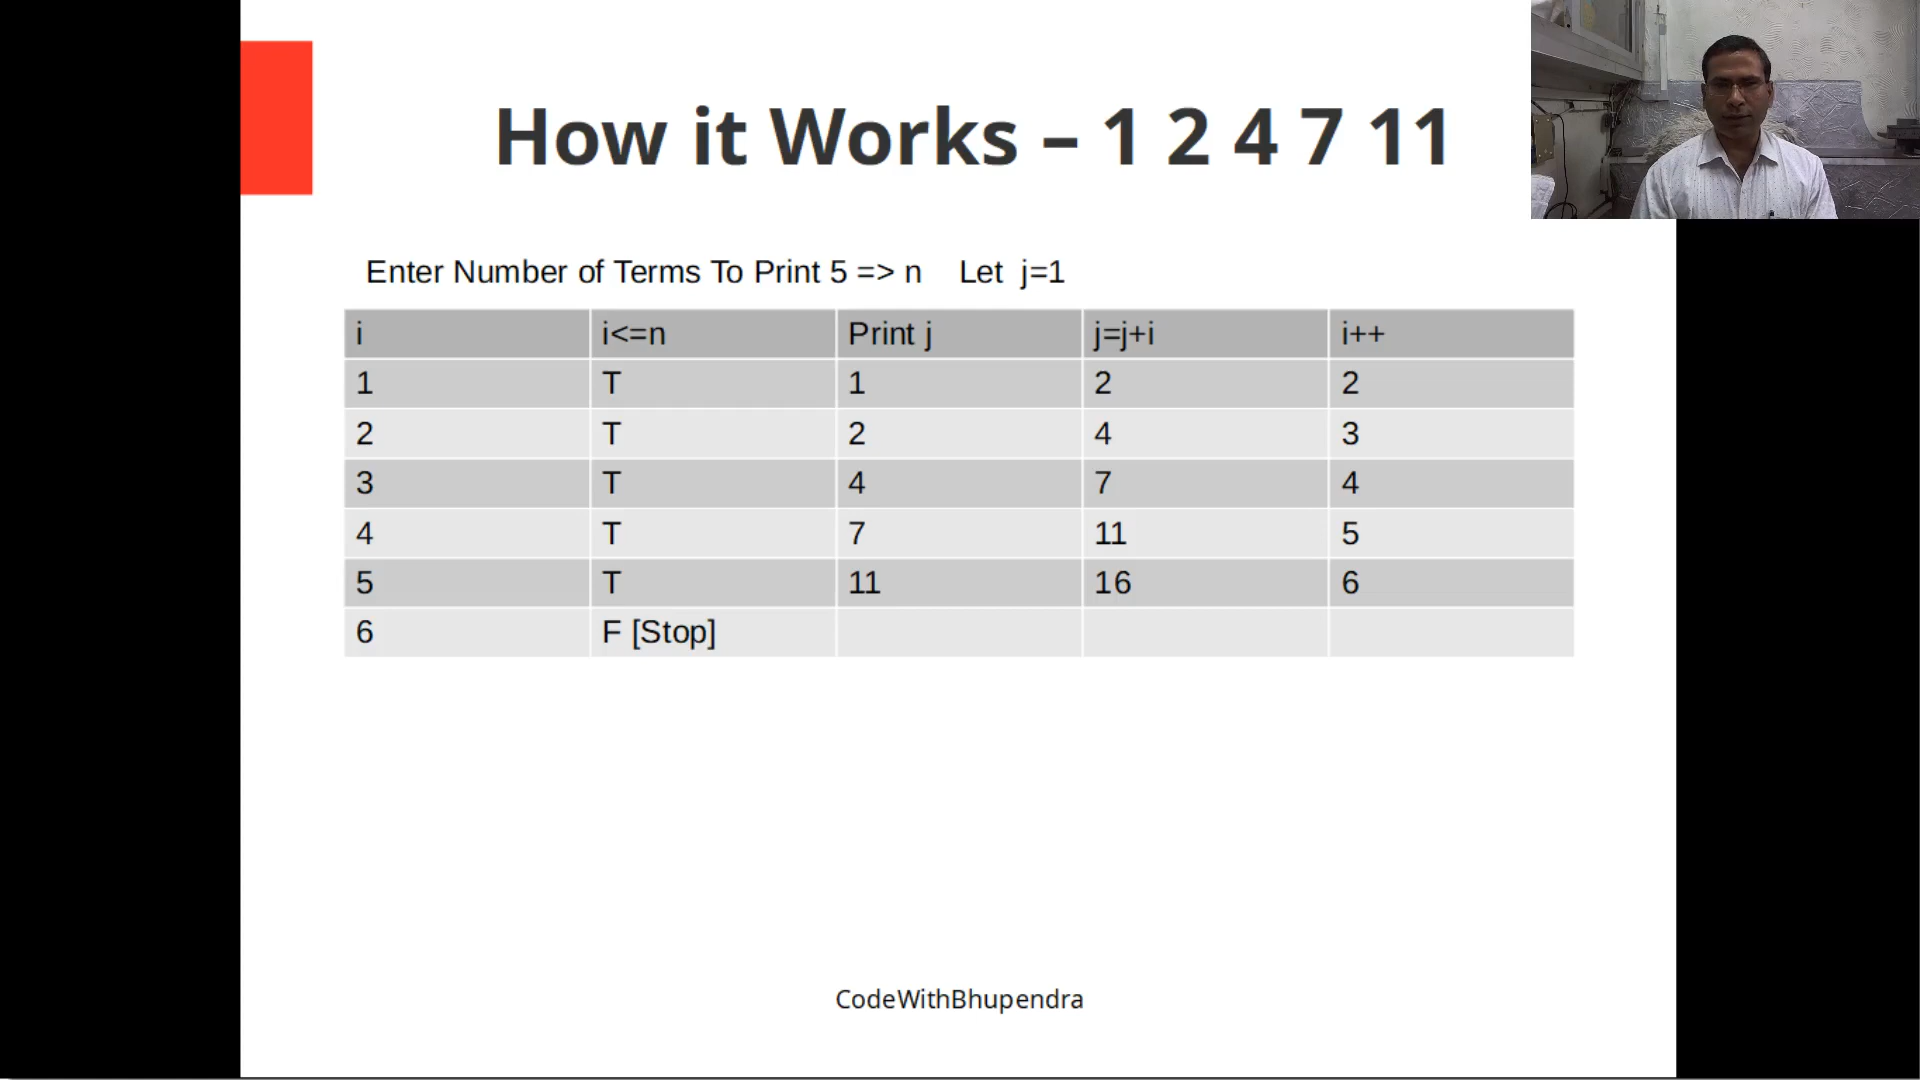 How it Works – 1 2 4 7 11
Enter Number of Terms To Print 5 => n Let j=1
i i<=n Print j j=j+i i++
1 T 1 2 2
2 T 2 4 3
3 T 4 7 4
4 T 7 11 5
5 T 11 16 6
6 F [Stop]
CodeWithBhupendra